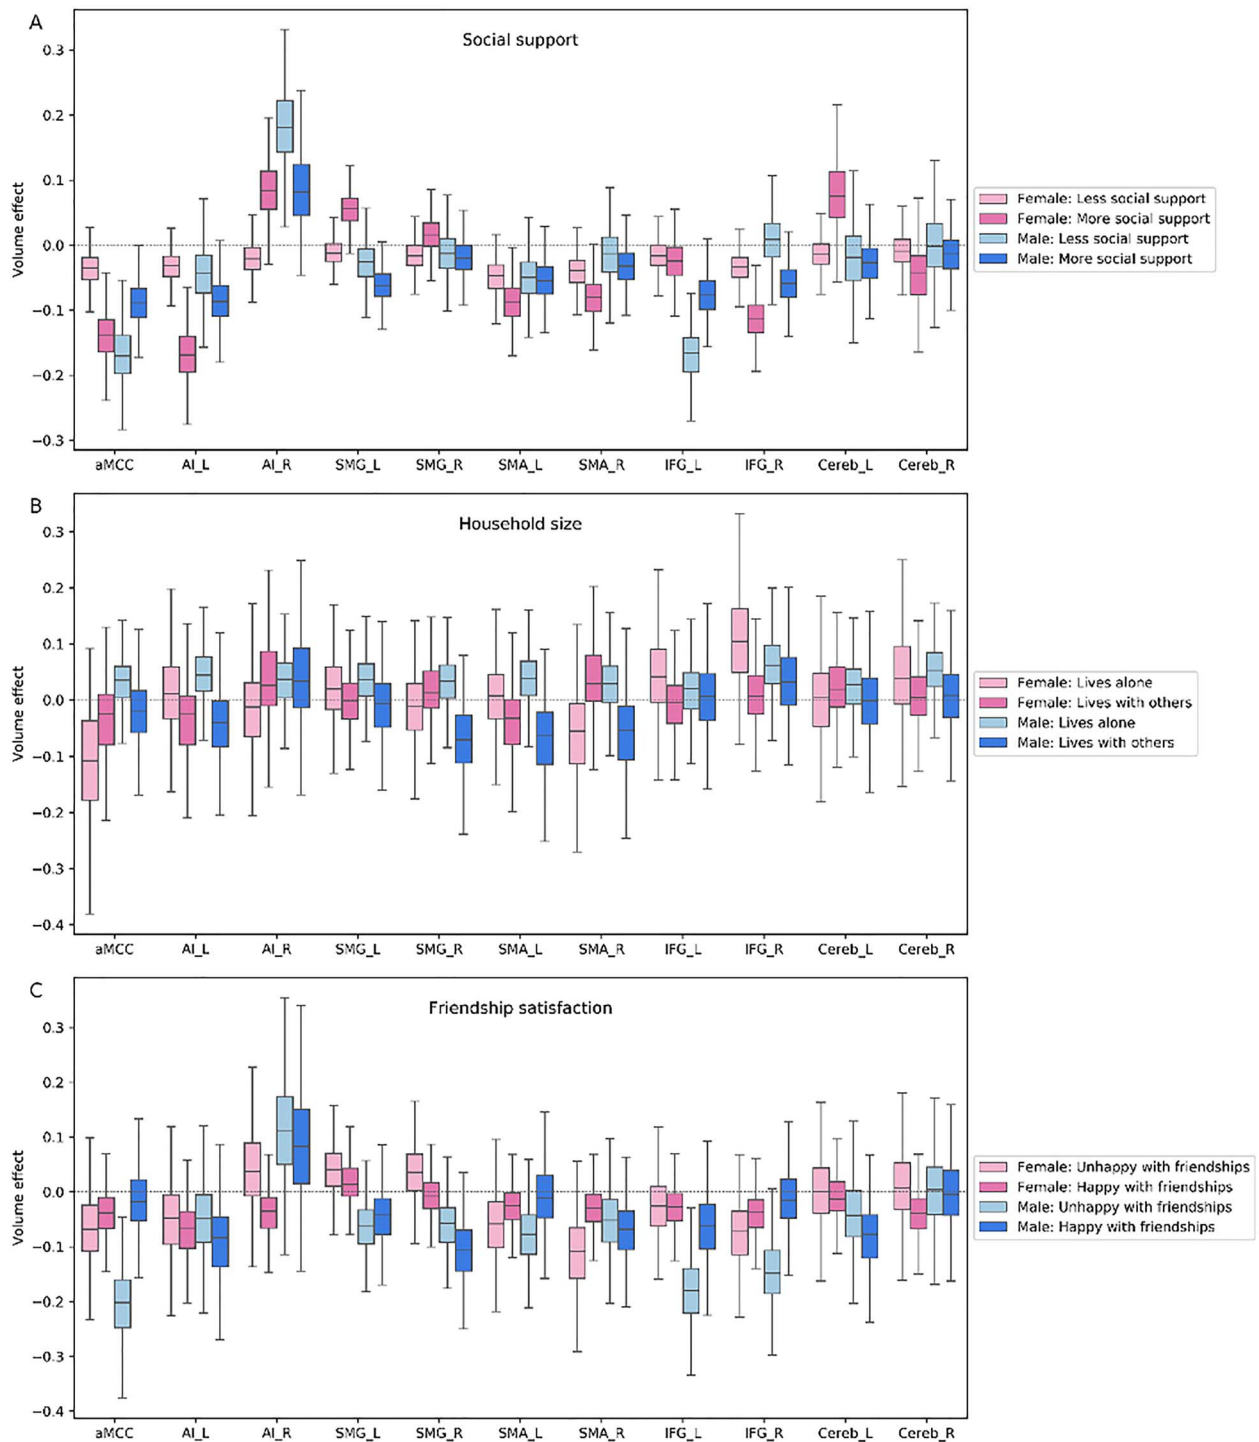 A
Social support
Volume effect
0.3
0.2
0.1
0.0
−0.1
−0.2
−0.3
aMCC AI_L AI_R SMG_L SMG_R SMA_L SMA_R IFG_L IFG_R Cereb_L Cereb_R
Female: Less social support
Female: More social support
Male: Less social support
Male: More social support
B
Household size
Volume effect
0.3
0.2
0.1
0.0
−0.1
−0.2
−0.3
−0.4
aMCC AI_L AI_R SMG_L SMG_R SMA_L SMA_R IFG_L IFG_R Cereb_L Cereb_R
Female: Lives alone
Female: Lives with others
Male: Lives alone
Male: Lives with others
C
Friendship satisfaction
Volume effect
0.3
0.2
0.1
0.0
−0.1
−0.2
−0.3
−0.4
aMCC AI_L AI_R SMG_L SMG_R SMA_L SMA_R IFG_L IFG_R Cereb_L Cereb_R
Female: Unhappy with friendships
Female: Happy with friendships
Male: Unhappy with friendships
Male: Happy with friendships